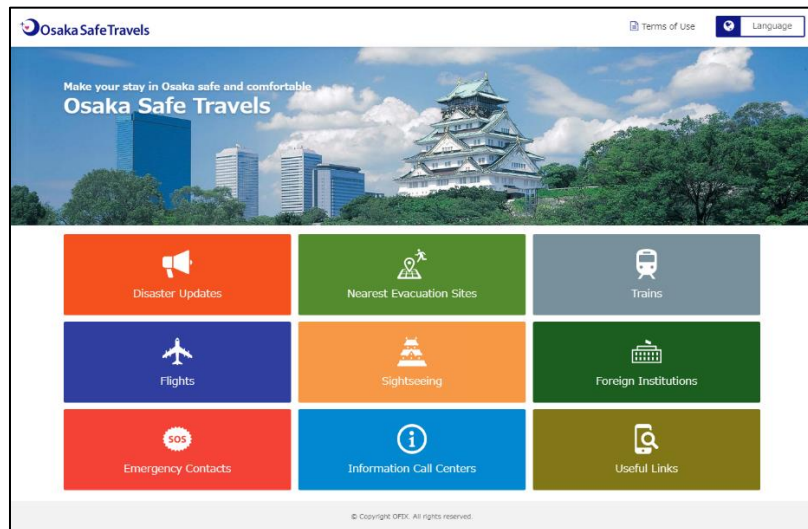 Osaka Safe Travels
Terms of Use
Language
Make your stay in Osaka safe and comfortable
Osaka Safe Travels
Disaster Updates
Nearest Evacuation Sites
Trains
Flights
Sightseeing
Foreign Institutions
SOS
Emergency Contacts
Information Call Centers
Useful Links
© Copyright OFIX. All rights reserved.